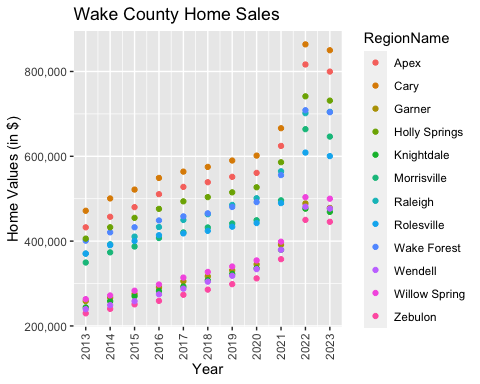 Wake County Home Sales
Home Values (in $)
800,000
600,000
400,000
200,000
2013 2014 2015 2016 2017 2018 2019 2020 2021 2022 2023
Year
RegionName
Apex
Cary
Garner
Holly Springs
Knightdale
Morrisville
Raleigh
Rolesville
Wake Forest
Wendell
Willow Spring
Zebulon